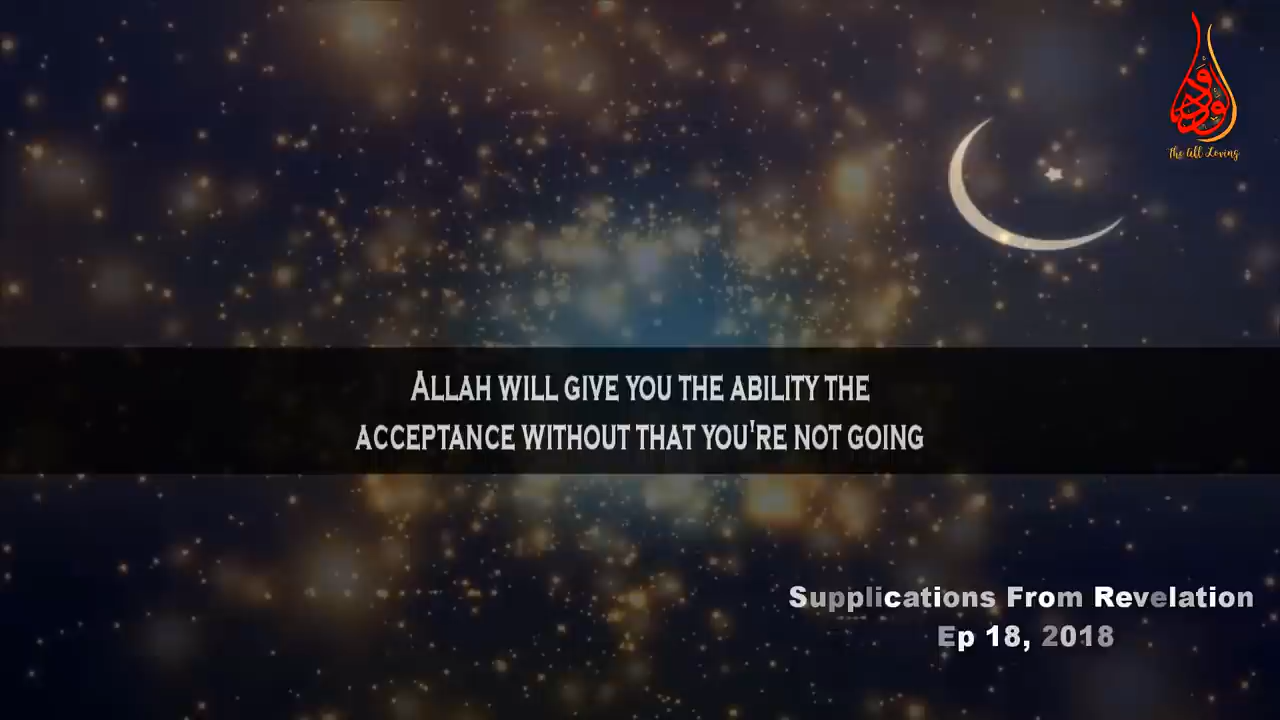 الودود
The All Loving
ALLAH WILL GIVE YOU THE ABILITY THE
ACCEPTANCE WITHOUT THAT YOU'RE NOT GOING
Supplications From Revelation
Ep 18, 2018